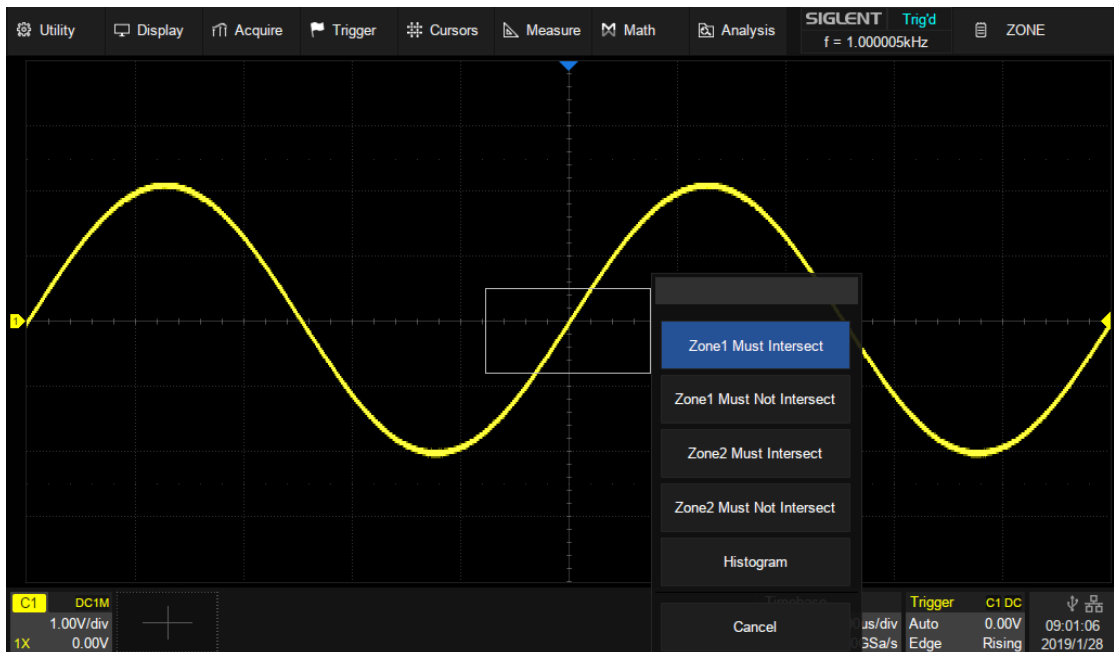 Utility Display Acquire Trigger Cursors Measure Math Analysis SIGLENT Trig'd ZONE
f = 1.000005kHz
1
Zone1 Must Intersect
Zone1 Must Not Intersect
Zone2 Must Intersect
Zone2 Must Not Intersect
Histogram
Cancel
C1 DC1M
1.00V/div
1X 0.00V
Timebase
us/div
GSa/s
Trigger C1 DC
Auto 0.00V
Edge Rising
09:01:06
2019/1/28